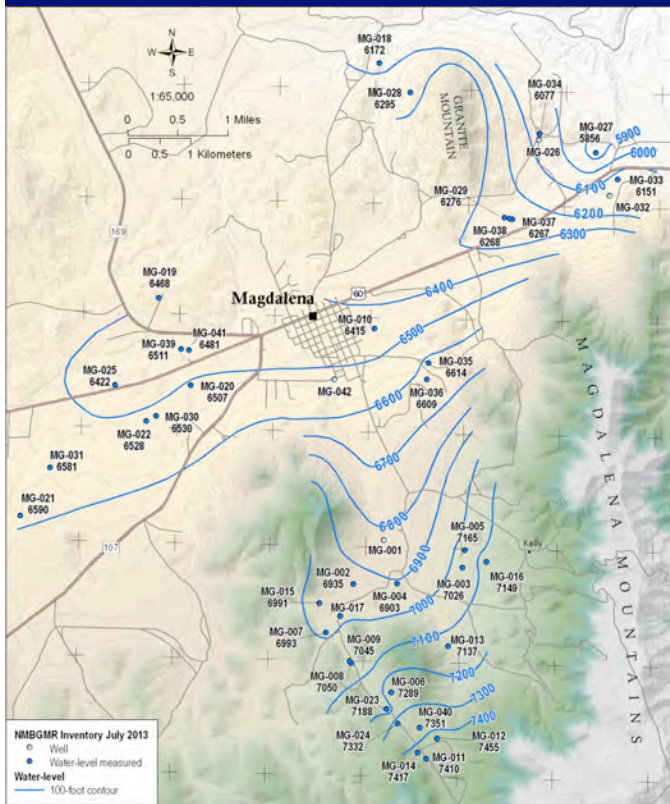 MG-018
6172
N
W E
S
MG-028
6295
GRANITE
MOUNTAIN
MG-034
6077
MG-027
5856
5900
6000
1:65,000
0 1 Miles
0 0.5 1 Kilometers
MG-026
MG-033
6151
6100
MG-032
MG-029
6276
6200
MG-038
6268
MG-037
6267
6300
169
MG-019
6468
Magdalena
60
6400
MG-010
6415
6500
MG-039
6511
MG-041
6481
MG-035
6614
MG-025
6422
MG-020
6507
MG-042
6600
MG-036
6609
MG-030
6530
MG-022
6528
6700
MG-031
6581
MG-021
6590
6800
MAGDALENA MOUNTAINS
107
MG-001
MG-005
7165
Kelly
6900
MG-002
6935
MG-004
6903
MG-003
7026
MG-016
7149
MG-015
6991
7000
MG-017
MG-007
6993
7100
MG-009
7045
MG-013
7137
MG-008
7050
7200
MG-006
7289
7300
MG-023
7188
MG-040
7351
7400
MG-024
7332
MG-012
7455
MG-014
7417
MG-011
7410
NMBGMR Inventory July 2013
Well
Water-level measured
Water-level
100-foot contour